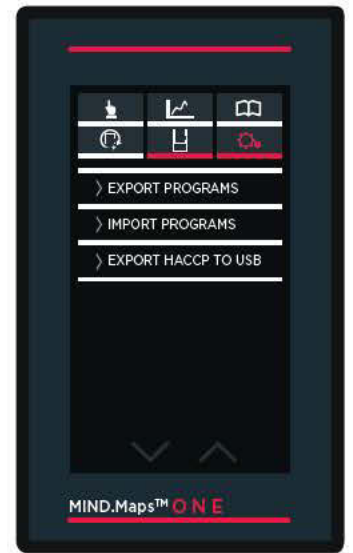 〉EXPORT PROGRAMS
〉IMPORT PROGRAMS
〉EXPORT HACCP TO USB
MIND.Maps™ ONE